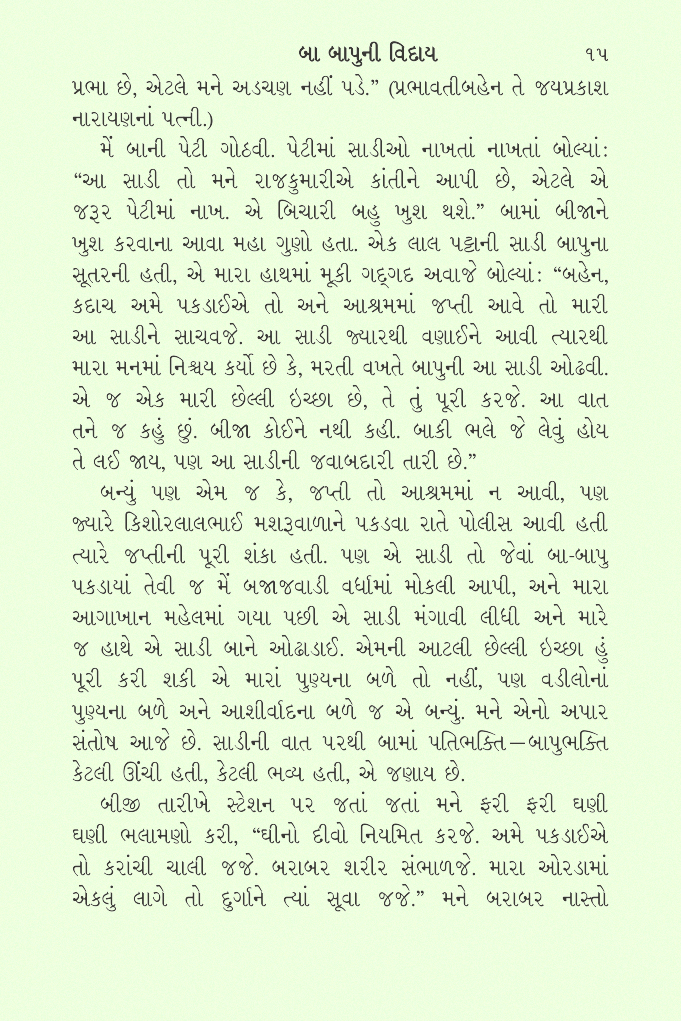 બા બાપુની વિદાય ૧૫
પ્રભા છે, એટલે મને અડચણ નહીં પડે.” (પ્રભાવતીબહેન તે જયપ્રકાશ
નારાયણનાં પત્ની.)
મેં બાની પેટી ગોઠવી. પેટીમાં સાડીઓ નાખતાં નાખતાં બોલ્યાં:
“આ સાડી તો મને રાજકુમારીએ કાંતીને આપી છે, એટલે એ
જરૂર પેટીમાં નાખ. એ બિચારી બહુ ખુશ થશે.” બામાં બીજાને
ખુશ કરવાના આવા મહા ગુણો હતા. એક લાલ પટ્ટાની સાડી બાપુના
સૂતરની હતી, એ મારા હાથમાં મૂકી ગદ્‌ગદ અવાજે બોલ્યાં: “બહેન,
કદાચ અમે પકડાઈએ તો અને આશ્રમમાં જપ્તી આવે તો મારી
આ સાડીને સાચવજે. આ સાડી જ્યારથી વણાઈને આવી ત્યારથી
મારા મનમાં નિશ્ચય કર્યો છે કે, મરતી વખતે બાપુની આ સાડી ઓઢવી.
એ જ એક મારી છેલ્લી ઇચ્છા છે, તે તું પૂરી કરજે. આ વાત
તને જ કહું છું. બીજા કોઈને નથી કહી. બાકી ભલે જે લેવું હોય
તે લઈ જાય, પણ આ સાડીની જવાબદારી તારી છે.”
બન્યું પણ એમ જ કે, જપ્તી તો આશ્રમમાં ન આવી, પણ
જ્યારે કિશોરલાલભાઈ મશરૂવાળાને પકડવા રાતે પોલીસ આવી હતી
ત્યારે જપ્તીની પૂરી શંકા હતી. પણ એ સાડી તો જેવાં બા-બાપુ
પકડાયાં તેવી જ મેં બજાજવાડી વર્ધામાં મોકલી આપી, અને મારા
આગાખાન મહેલમાં ગયા પછી એ સાડી મંગાવી લીધી અને મારે
જ હાથે એ સાડી બાને ઓઢાડાઈ. એમની આટલી છેલ્લી ઇચ્છા હું
પૂરી કરી શકી એ મારાં પુણ્યના બળે તો નહીં, પણ વડીલોનાં
પુણ્યના બળે અને આશીર્વાદના બળે જ એ બન્યું. મને એનો અપાર
સંતોષ આજે છે. સાડીની વાત પરથી બામાં પતિભક્તિ—બાપુભક્તિ
કેટલી ઊંચી હતી, કેટલી ભવ્ય હતી, એ જણાય છે.
બીજી તારીખે સ્ટેશન પર જતાં જતાં મને ફરી ફરી ઘણી
ઘણી ભલામણો કરી, “ઘીનો દીવો નિયમિત કરજે. અમે પકડાઈએ
તો કરાંચી ચાલી જજે. બરાબર શરીર સંભાળજે. મારા ઓરડામાં
એકલું લાગે તો દુર્ગાને ત્યાં સૂવા જજે.” મને બરાબર નાસ્તો